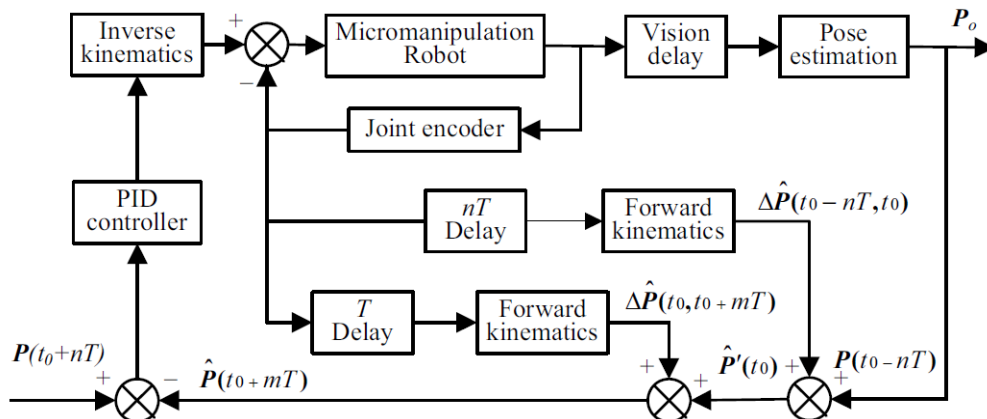 Inverse
kinematics
+
−
Micromanipulation
Robot
Vision
delay
Pose
estimation
Pₒ
Joint encoder
PID
controller
nT
Delay
Forward
kinematics
ΔP̂(t₀ − nT, t₀)
T
Delay
Forward
kinematics
ΔP̂(t₀, t₀ + mT)
P(t₀+nT)
+
−
P̂(t₀ + mT)
+
+
P̂'(t₀)
+
+
P(t₀ − nT)